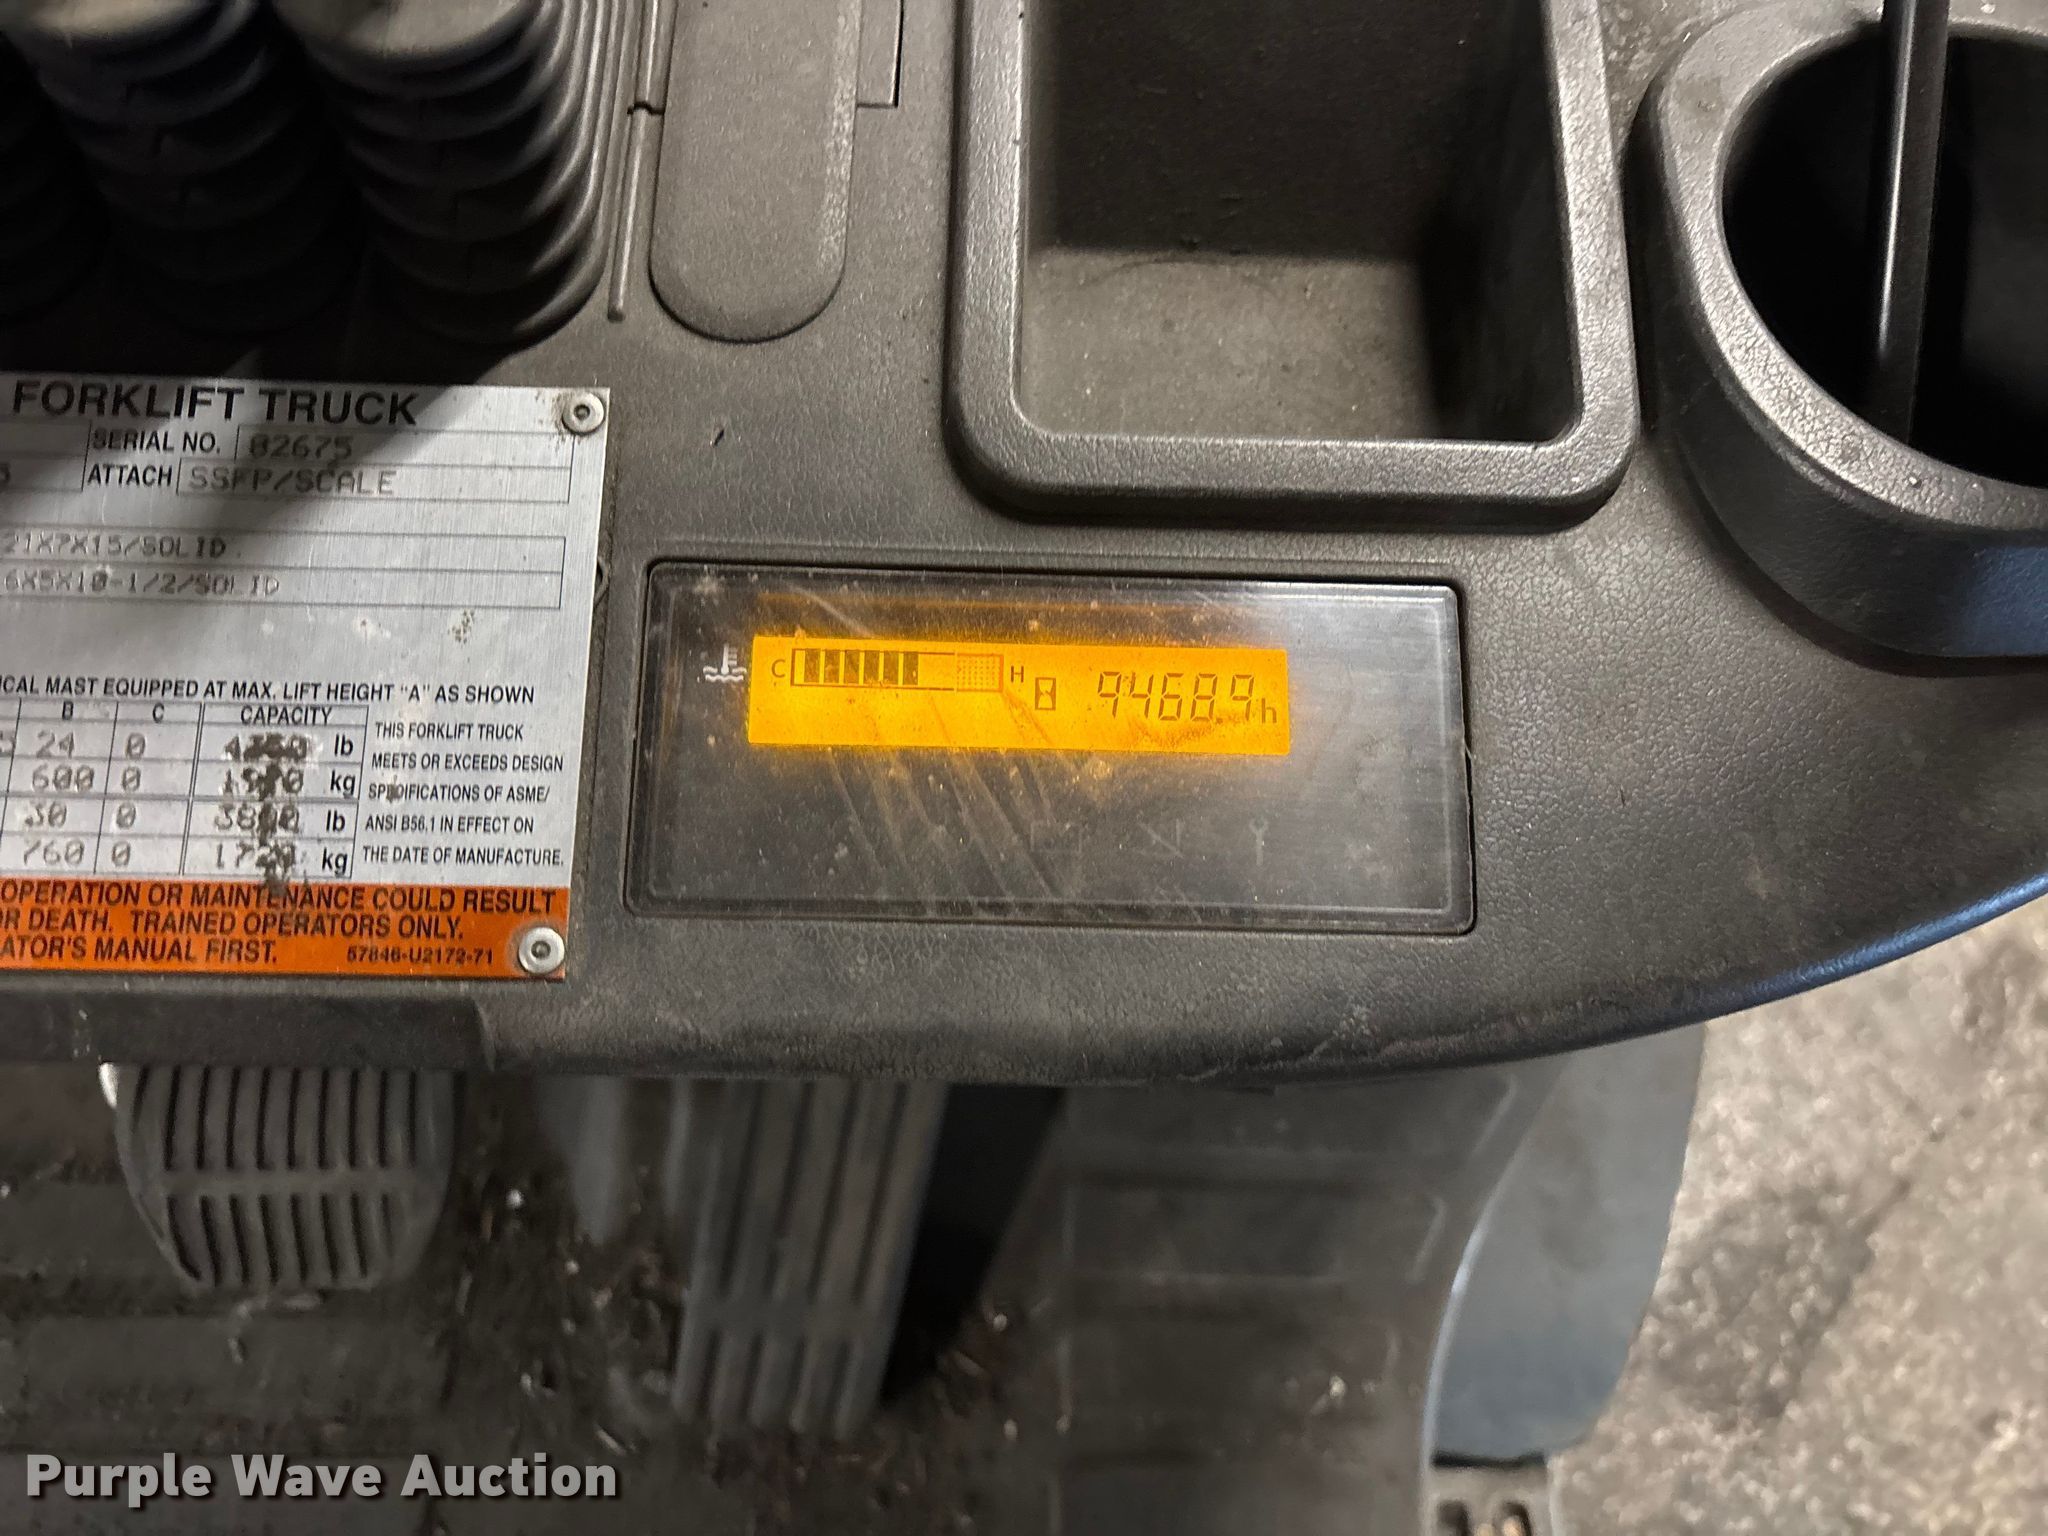 FORKLIFT TRUCK
SERIAL NO. 02675
ATTACH SSFP/SCALE
21X7X15/SOLID
6X5X10-1/2/SOLID
ICAL MAST EQUIPPED AT MAX. LIFT HEIGHT "A" AS SHOWN
B C CAPACITY
24 0 lb
600 0 kg
30 0 lb
760 0 kg
THIS FORKLIFT TRUCK
MEETS OR EXCEEDS DESIGN
SPECIFICATIONS OF ASME/
ANSI B56.1 IN EFFECT ON
THE DATE OF MANUFACTURE.
OPERATION OR MAINTENANCE COULD RESULT
OR DEATH. TRAINED OPERATORS ONLY.
ATOR'S MANUAL FIRST. 57846-U2172-71
C H 9468.9h
Purple Wave Auction